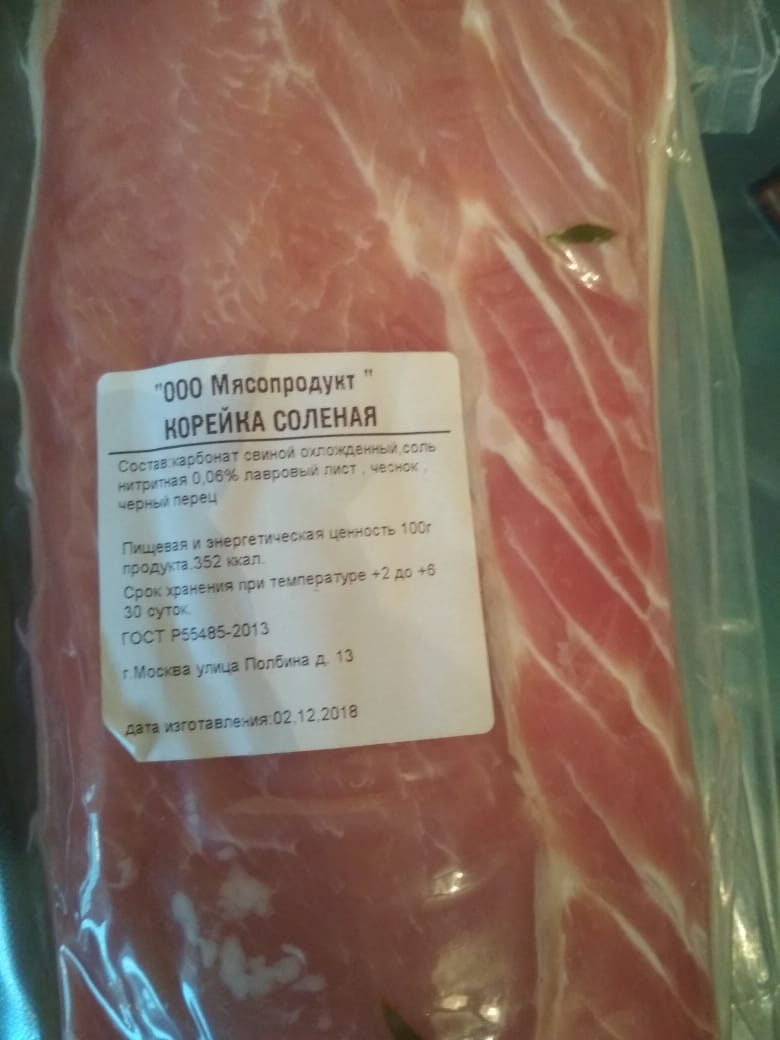 "ООО Мясопродукт "
КОРЕЙКА СОЛЕНАЯ
Состав:карбонат свиной охложденный,соль
нитритная 0,06% лавровый лист , чеснок ,
черный перец
Пищевая и энергетическая ценность 100г
продукта.352 ккал.
Срок хранения при температуре +2 до +6
30 суток.
ГОСТ Р55485-2013
г.Москва улица Полбина д. 13
дата изготавления:02,12,2018